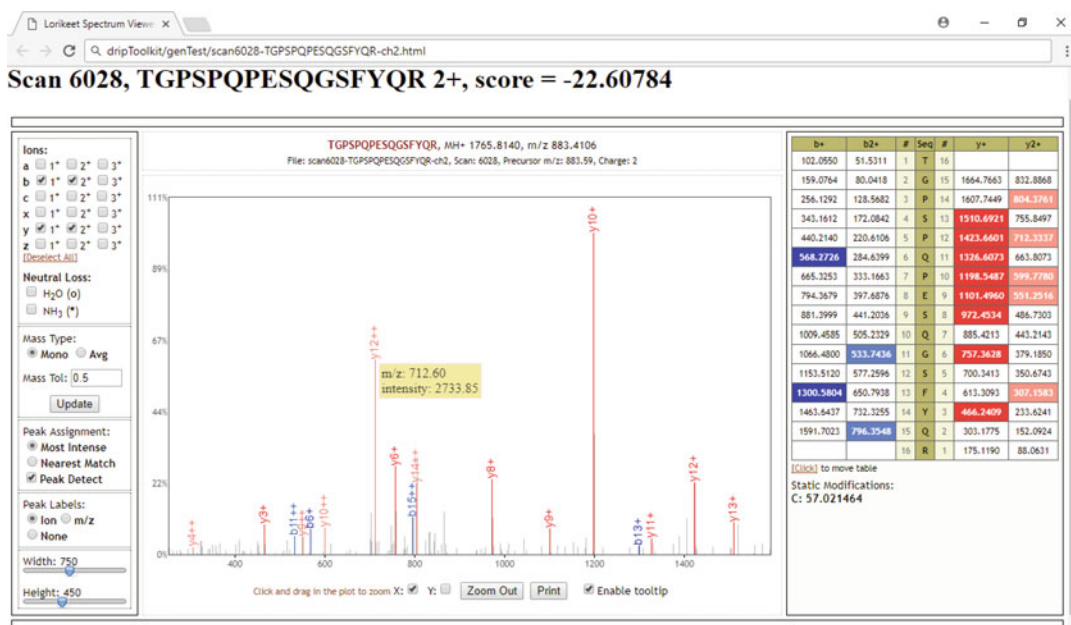 Lorikeet Spectrum Viewe
dripToolkit/genTest/scan6028-TGPSPQPESQGSFYQR-ch2.html
Scan 6028, TGPSPQPESQGSFYQR 2+, score = -22.60784
Ions:
a 1+ 2+ 3+
b 1+ 2+ 3+
c 1+ 2+ 3+
x 1+ 2+ 3+
y 1+ 2+ 3+
z 1+ 2+ 3+
[Deselect All]
Neutral Loss:
H2O (o)
NH3 (*)
Mass Type:
Mono Avg
Mass Tol: 0.5
Update
Peak Assignment:
Most Intense
Nearest Match
Peak Detect
Peak Labels:
Ion m/z
None
Width: 750
Height: 450
TGPSPQPESQGSFYQR, MH+ 1765.8140, m/z 883.4106
File: scan6028-TGPSPQPESQGSFYQR-ch2, Scan: 6028, Precursor m/z: 883.59, Charge: 2
111%
89%
67%
44%
22%
0%
y4++
y3+
b11++
b6+
y10++
y12++
m/z: 712.60
intensity: 2733.85
y6+
b15++
y14++
y8+
y9+
y10+
b13+
y11+
y12+
y13+
400 600 800 1000 1200 1400
Click and drag in the plot to zoom X: Y: Zoom Out Print Enable tooltip
b+ b2+ # Seq # y+ y2+
102.0550 51.5311 1 T 16
159.0764 80.0418 2 G 15 1664.7663 832.8868
256.1292 128.5682 3 P 14 1607.7449 804.3761
343.1612 172.0842 4 S 13 1510.6921 755.8497
440.2140 220.6106 5 P 12 1423.6601 712.3337
568.2726 284.6399 6 Q 11 1326.6073 663.8073
665.3253 333.1663 7 P 10 1198.5487 599.7780
794.3679 397.6876 8 E 9 1101.4960 551.2516
881.3999 441.2036 9 S 8 972.4534 486.7303
1009.4585 505.2329 10 Q 7 885.4213 443.2143
1066.4800 533.7436 11 G 6 757.3628 379.1850
1153.5120 577.2596 12 S 5 700.3413 350.6743
1300.5804 650.7938 13 F 4 613.3093 307.1583
1463.6437 732.3255 14 Y 3 466.2409 233.6241
1591.7023 796.3548 15 Q 2 303.1775 152.0924
16 R 1 175.1190 88.0631
[Click] to move table
Static Modifications:
C: 57.021464